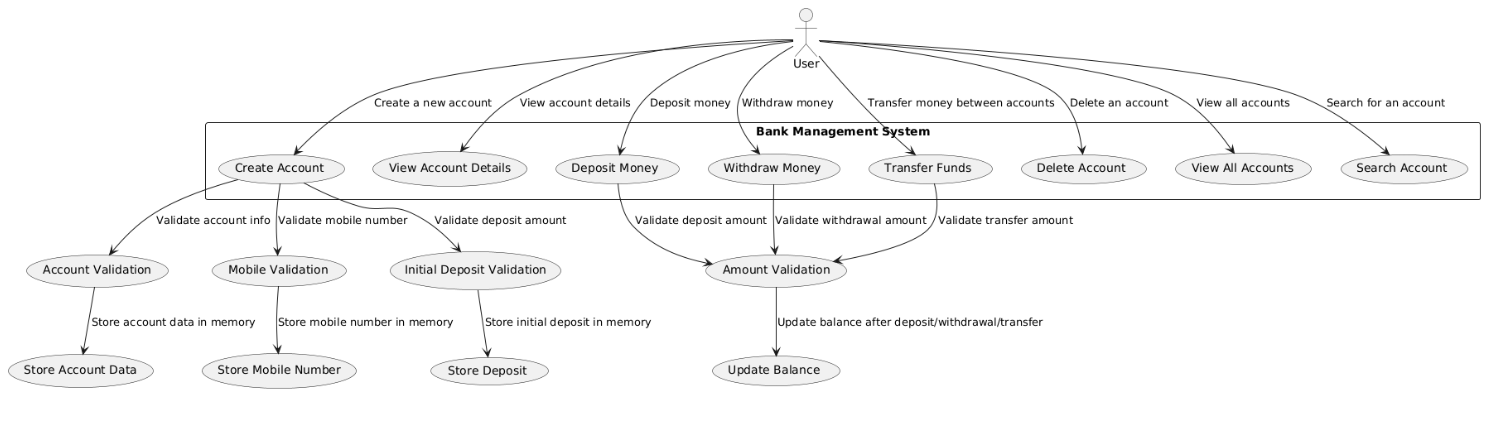 User
Create a new account
View account details
Deposit money
Withdraw money
Transfer money between accounts
Delete an account
View all accounts
Search for an account
Bank Management System
Create Account
View Account Details
Deposit Money
Withdraw Money
Transfer Funds
Delete Account
View All Accounts
Search Account
Validate account info
Validate mobile number
Validate deposit amount
Validate deposit amount
Validate withdrawal amount
Validate transfer amount
Account Validation
Mobile Validation
Initial Deposit Validation
Amount Validation
Store account data in memory
Store mobile number in memory
Store initial deposit in memory
Update balance after deposit/withdrawal/transfer
Store Account Data
Store Mobile Number
Store Deposit
Update Balance